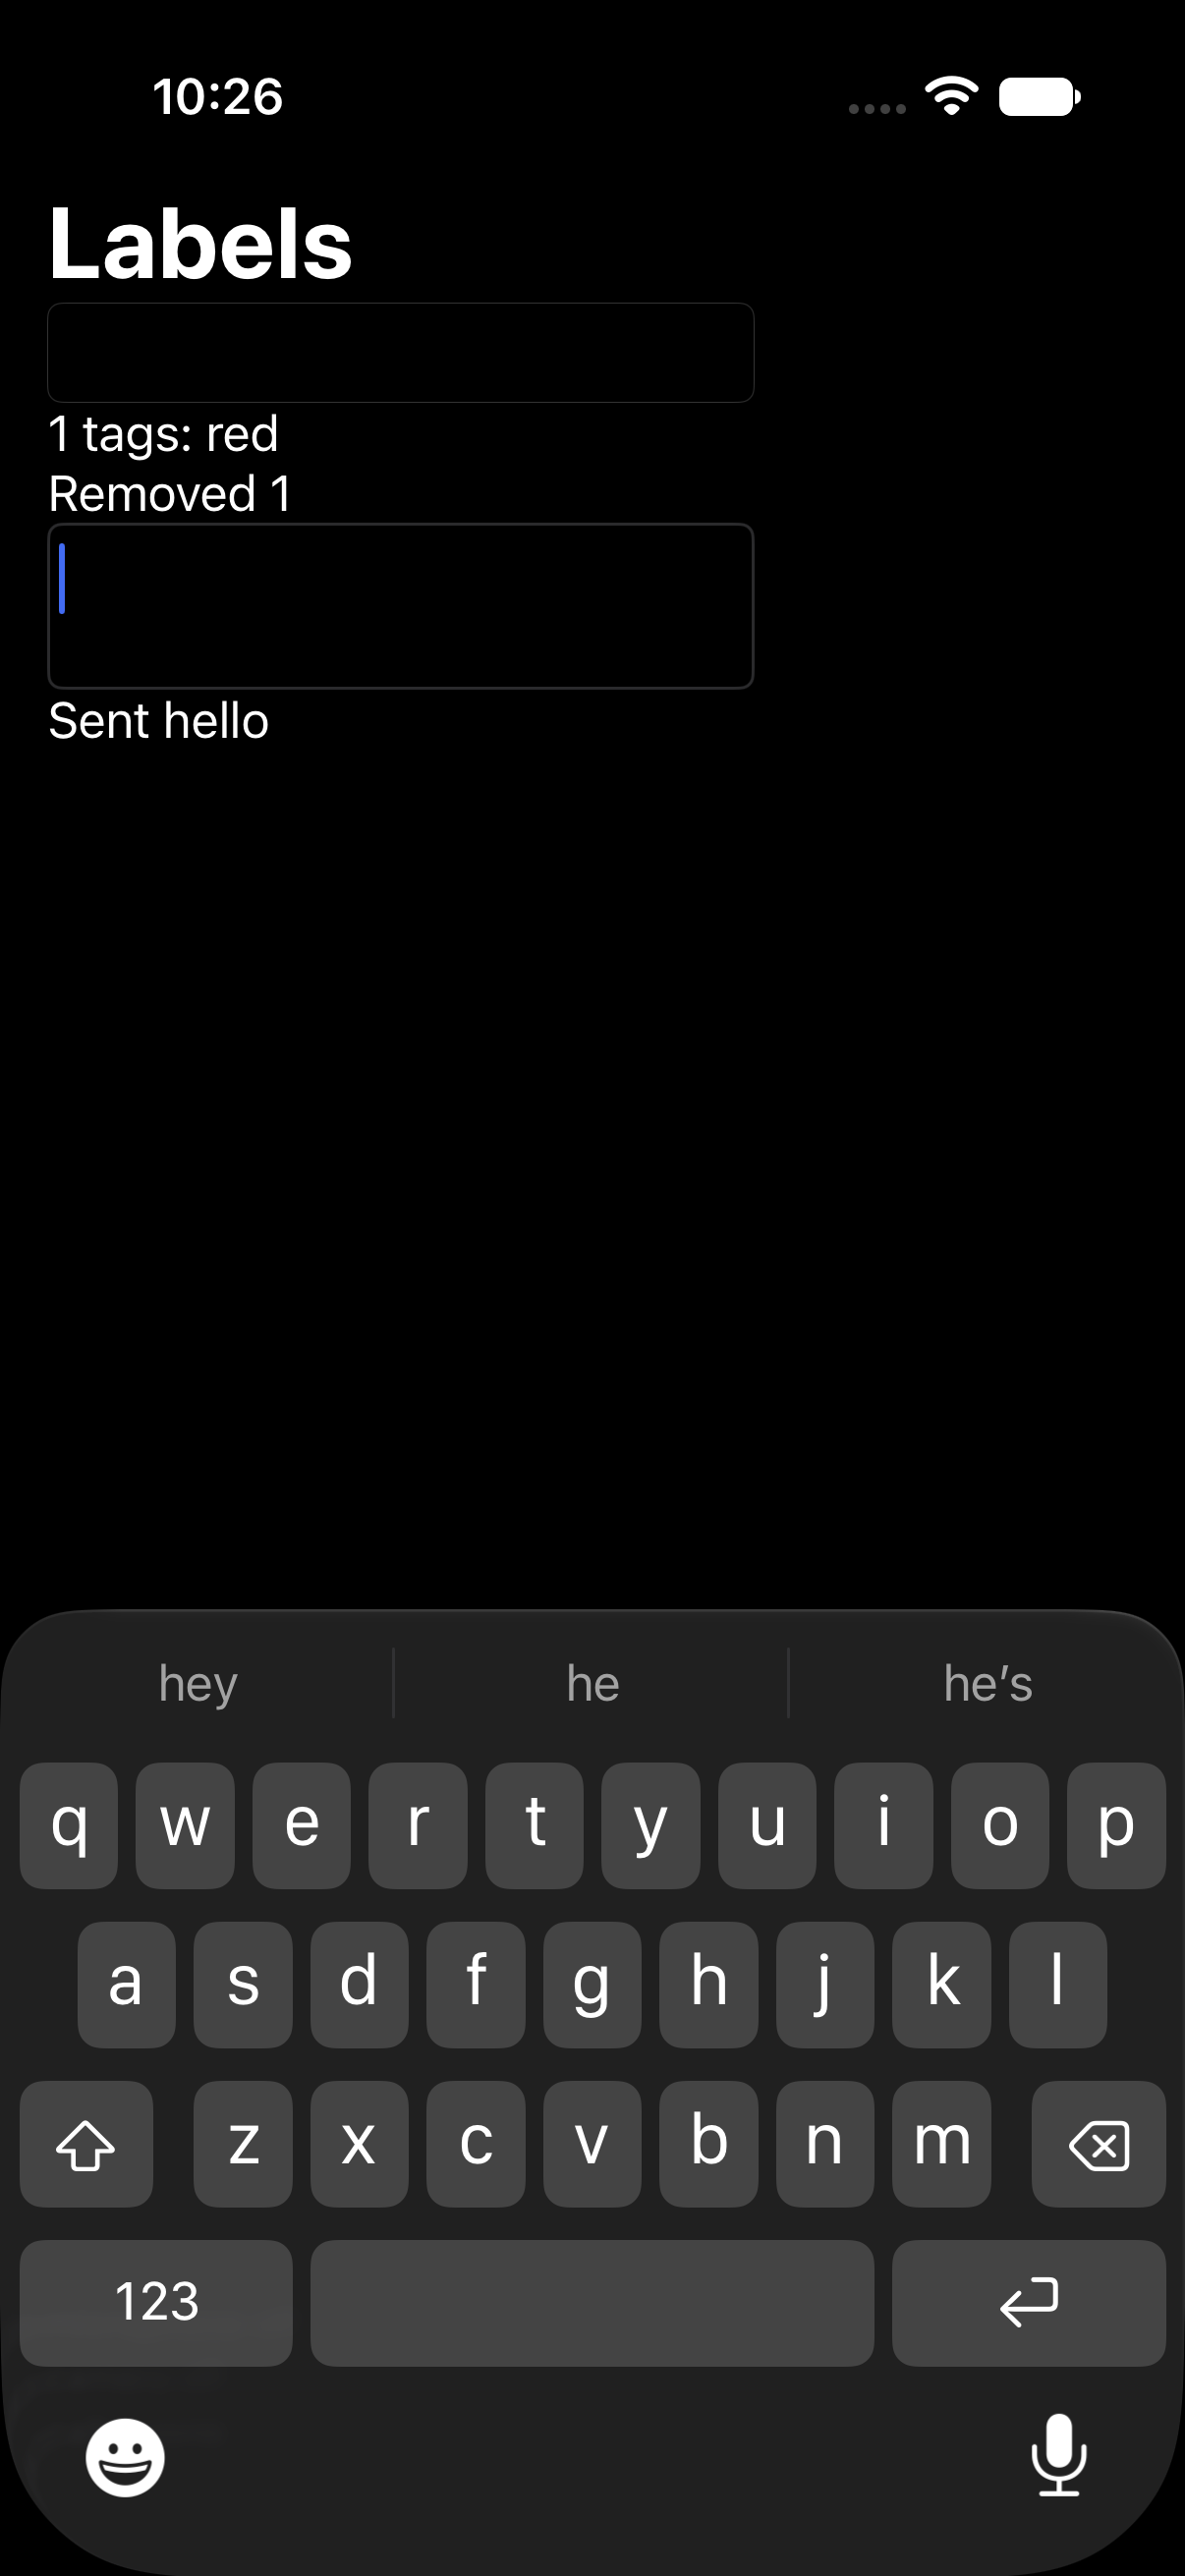 10:26
Labels
1 tags: red
Removed 1
Sent hello
hey he he’s
q w e r t y u i o p
a s d f g h j k l
z x c v b n m
123